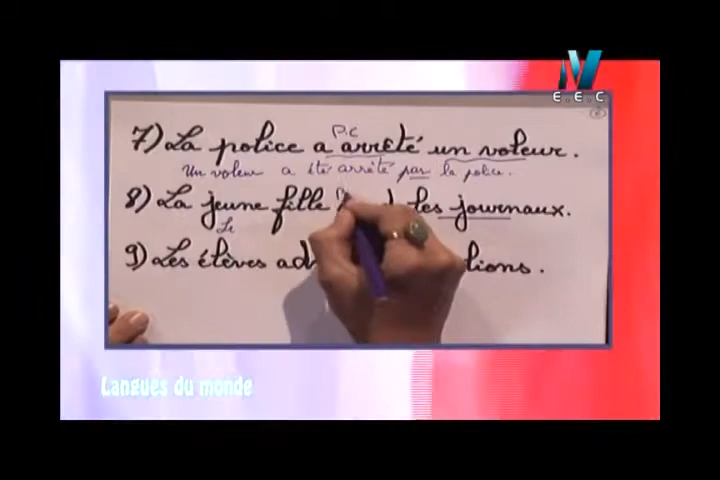 E.E.C
P.C
7) La police a arrêté un voleur.
Un voleur a été arrêté par la police.
8) La jeune fille les journaux.
Le
9) Les élèves
Langues du monde